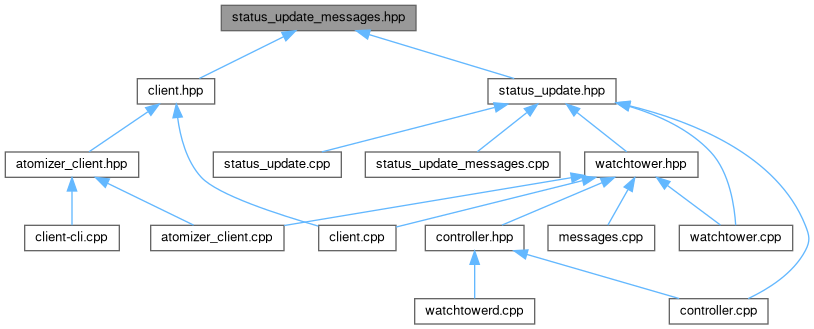 status_update_messages.hpp
client.hpp
status_update.hpp
atomizer_client.hpp
status_update.cpp
status_update_messages.cpp
watchtower.hpp
client-cli.cpp
atomizer_client.cpp
client.cpp
controller.hpp
messages.cpp
watchtower.cpp
watchtowerd.cpp
controller.cpp